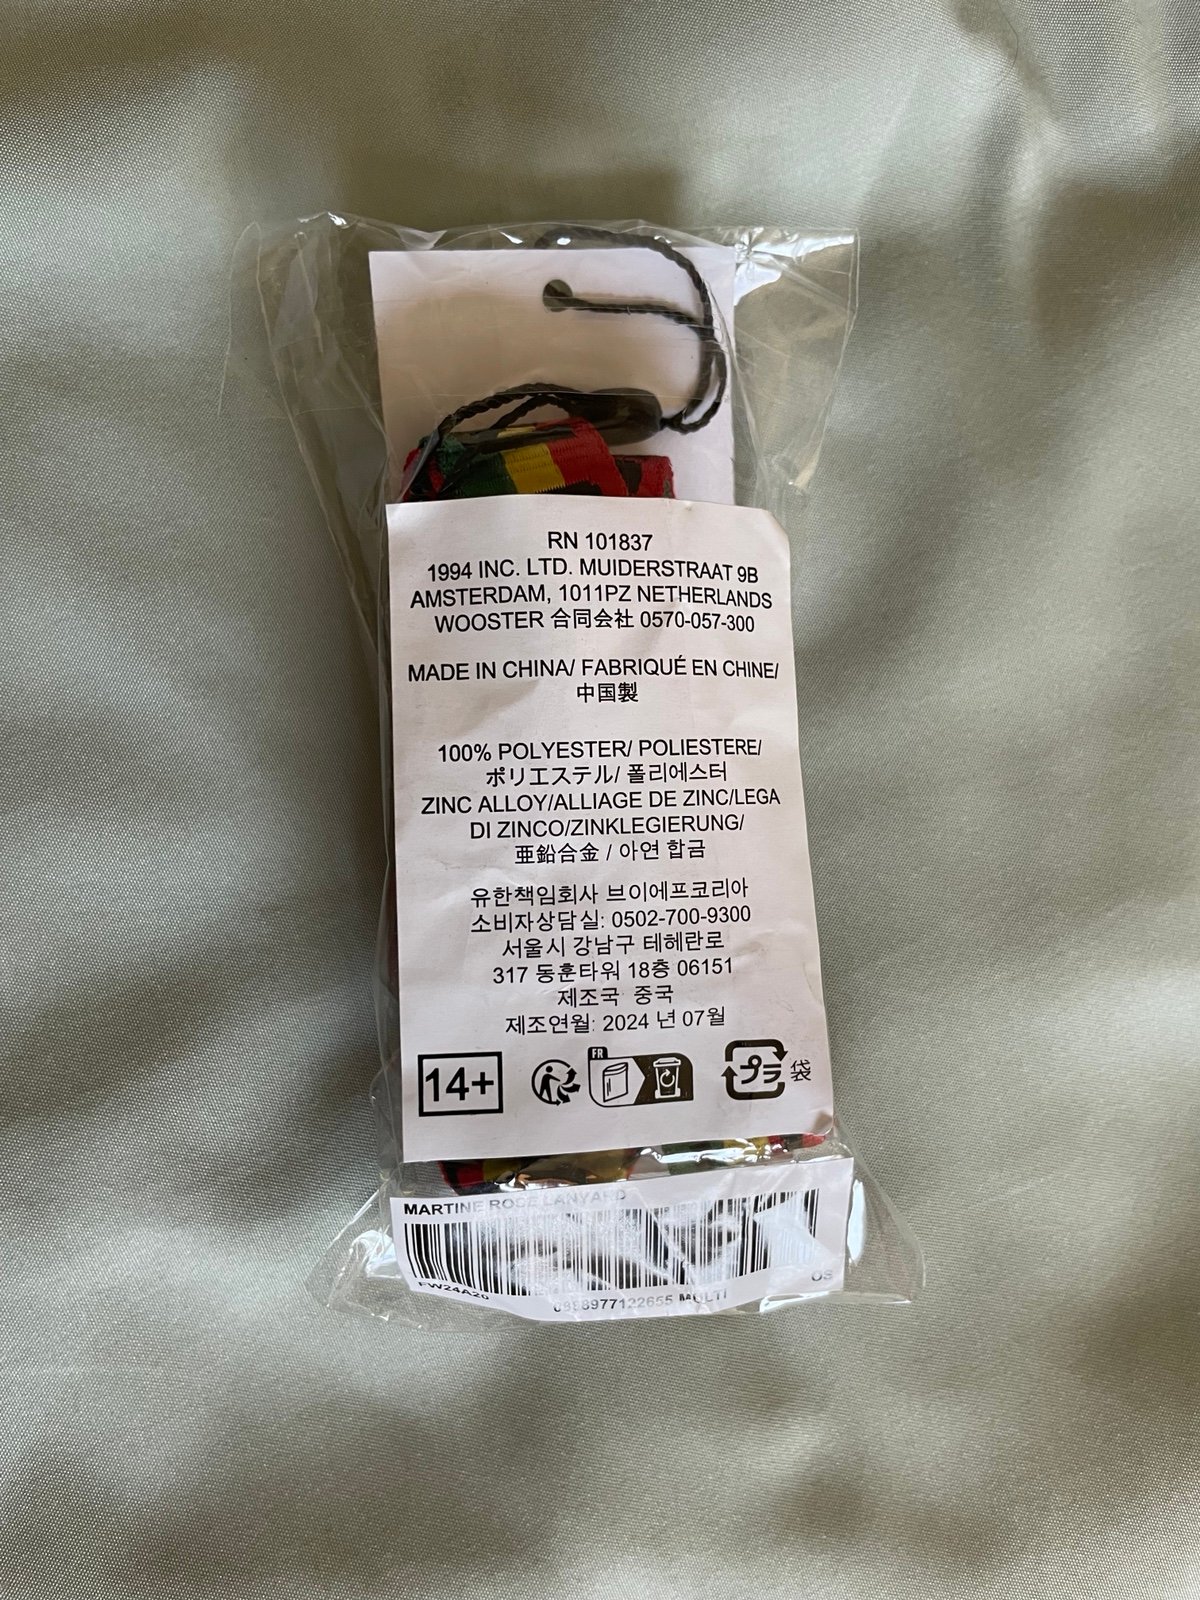 RN 101837
1994 INC. LTD. MUIDERSTRAAT 9B
AMSTERDAM, 1011PZ NETHERLANDS
WOOSTER 合同会社 0570-057-300
MADE IN CHINA/ FABRIQUÉ EN CHINE/
中国製
100% POLYESTER/ POLIESTERE/
ポリエステル/ 폴리에스터
ZINC ALLOY/ALLIAGE DE ZINC/LEGA
DI ZINCO/ZINKLEGIERUNG/
亜鉛合金 / 아연 합금
유한책임회사 브이에프코리아
소비자상담실: 0502-700-9300
서울시 강남구 테헤란로
317 동훈타워 18층 06151
제조국 중국
제조연월: 2024 년 07월
14+
FR
プラ 袋
MARTINE ROSE LANYARD
FW24A20
OS
MULTI